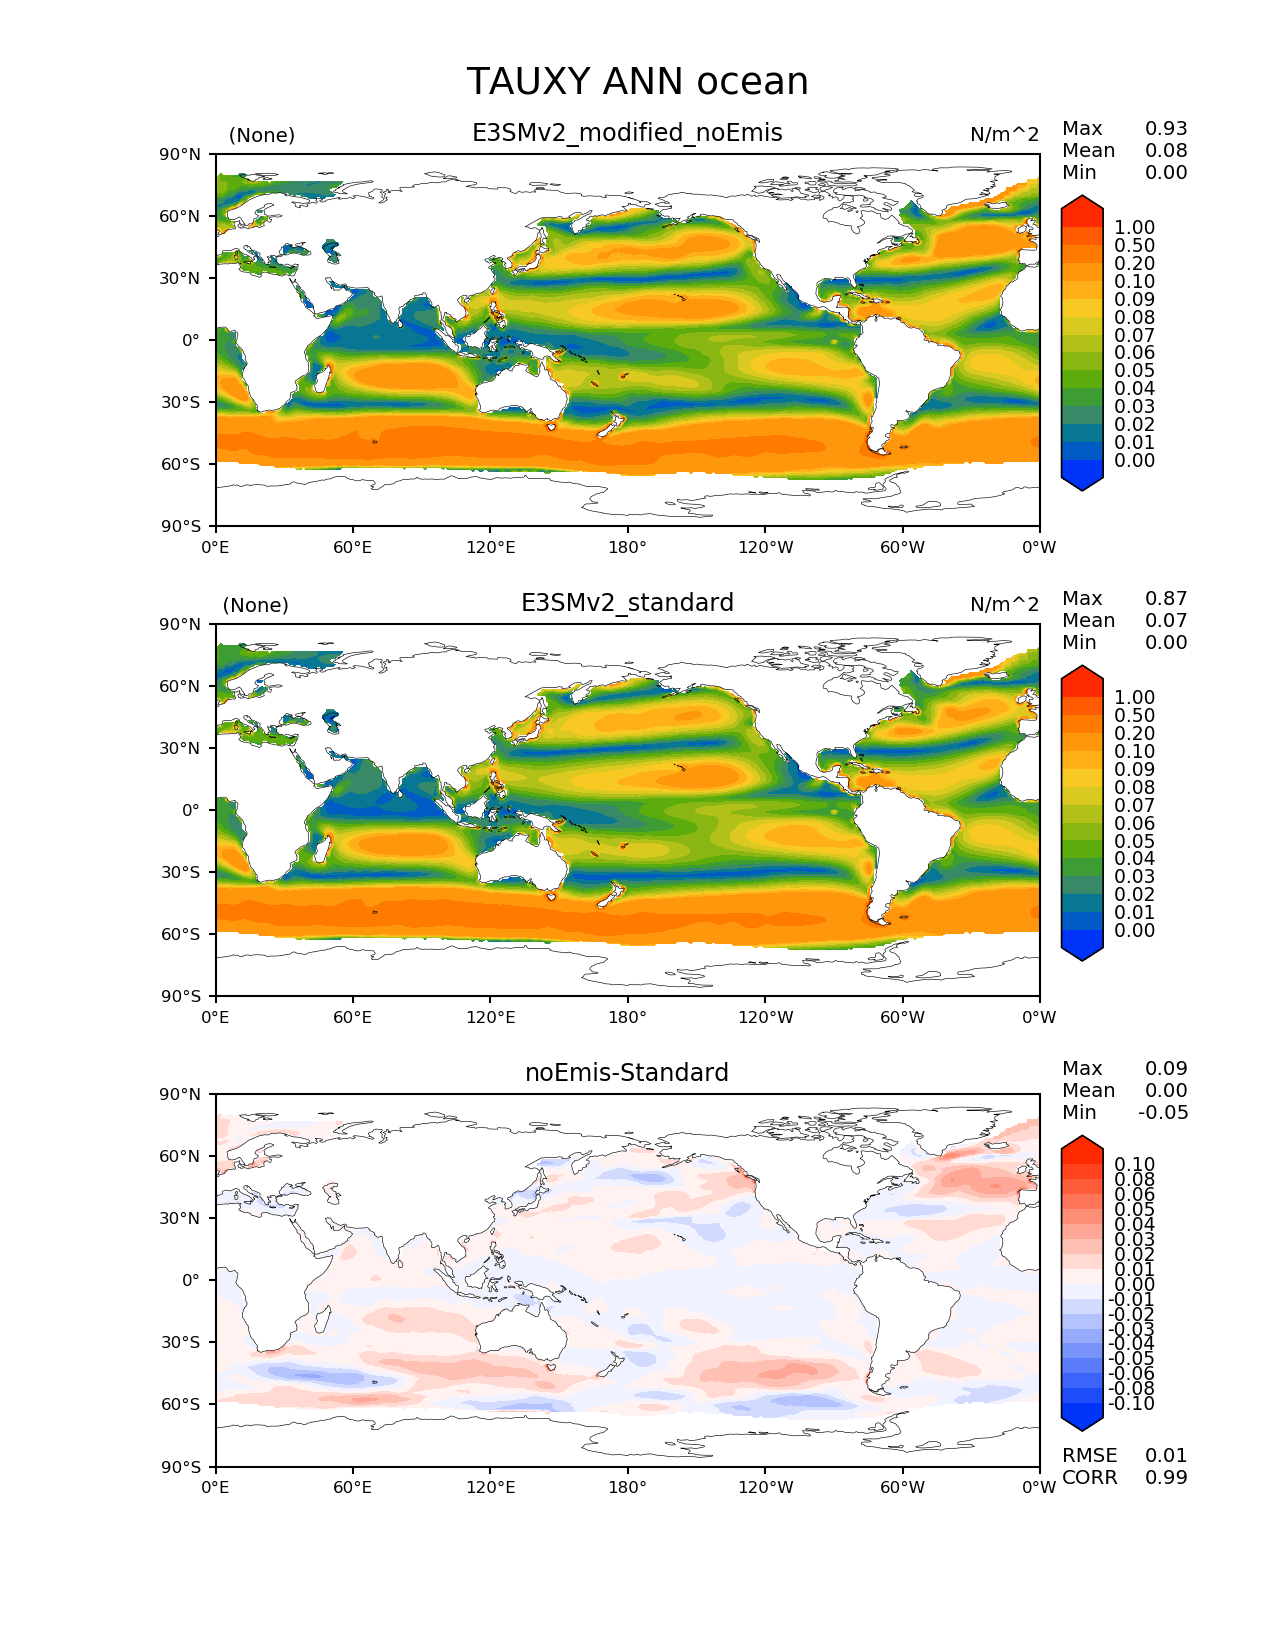 TAUXY ANN ocean
(None) E3SMv2_modified_noEmis N/m^2
Max 0.93
Mean 0.08
Min 0.00
90°N
60°N
30°N
0°
30°S
60°S
90°S
0°E 60°E 120°E 180° 120°W 60°W 0°W
1.00
0.50
0.20
0.10
0.09
0.08
0.07
0.06
0.05
0.04
0.03
0.02
0.01
0.00
(None) E3SMv2_standard N/m^2
Max 0.87
Mean 0.07
Min 0.00
90°N
60°N
30°N
0°
30°S
60°S
90°S
0°E 60°E 120°E 180° 120°W 60°W 0°W
1.00
0.50
0.20
0.10
0.09
0.08
0.07
0.06
0.05
0.04
0.03
0.02
0.01
0.00
noEmis-Standard
Max 0.09
Mean 0.00
Min -0.05
90°N
60°N
30°N
0°
30°S
60°S
90°S
0°E 60°E 120°E 180° 120°W 60°W 0°W
0.10
0.08
0.06
0.05
0.04
0.03
0.02
0.01
0.00
-0.01
-0.02
-0.03
-0.04
-0.05
-0.06
-0.08
-0.10
RMSE 0.01
CORR 0.99